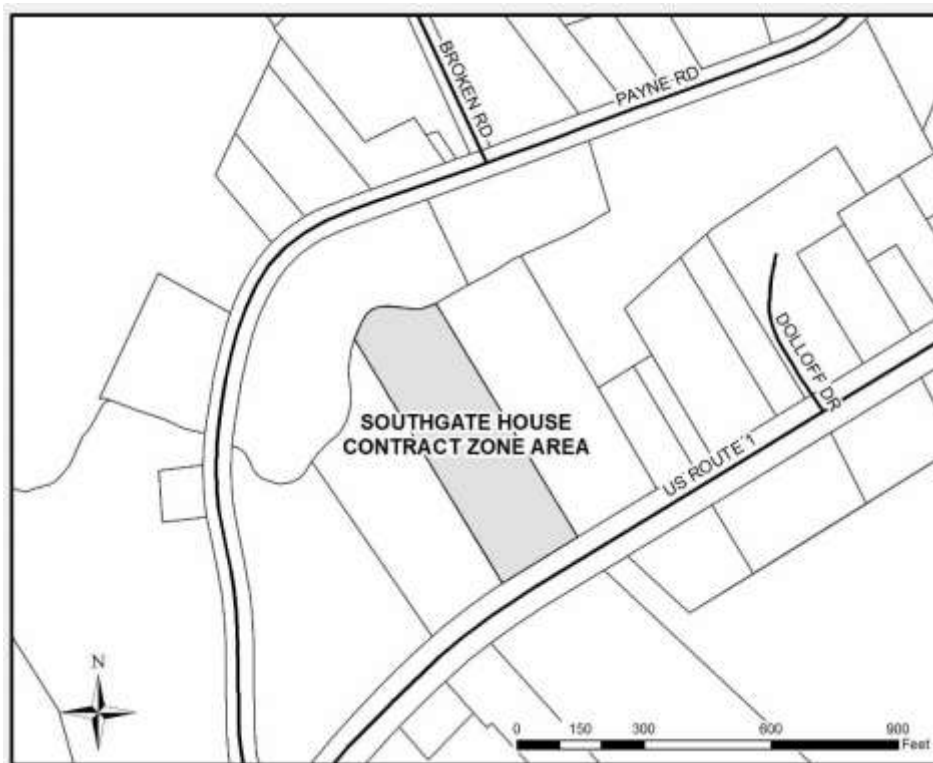 BROKEN RD
PAYNE RD
DOLLOFF DR
SOUTHGATE HOUSE
CONTRACT ZONE AREA
US ROUTE 1
N
0 150 300 600 900
Feet